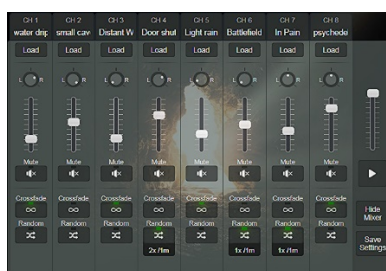 CH 1 CH 2 CH 3 CH 4 CH 5 CH 6 CH 7 CH 8
water drip small cav Distant W Door shut Light rain Battlefield In Pain psychede
Load Load Load Load Load Load Load Load
L R L R L R L R L R L R L R L R
Mute Mute Mute Mute Mute Mute Mute Mute
Crossfade Crossfade Crossfade Crossfade Crossfade Crossfade Crossfade Crossfade
Hide
Mixer
Random Random Random Random Random Random Random Random
Save
Settings
2x /1m 1x /1m 1x /1m